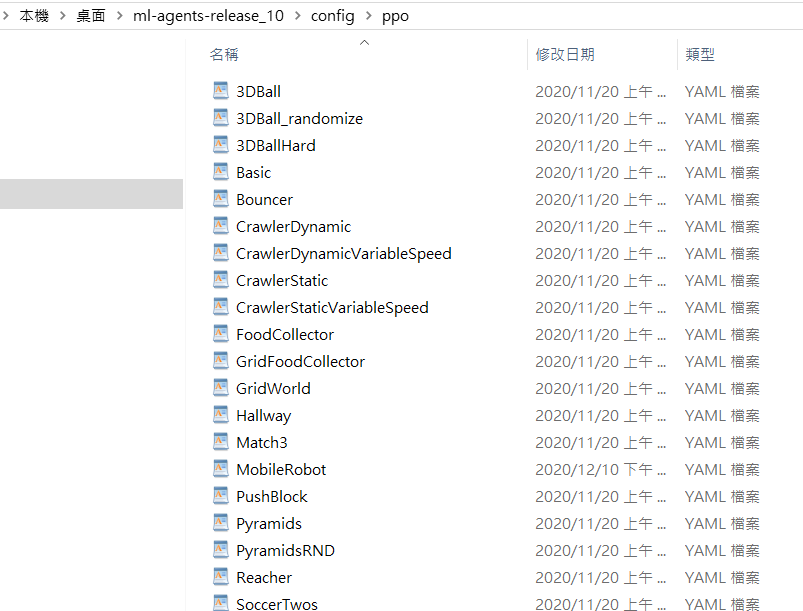 本機 > 桌面 > ml-agents-release_10 > config > ppo
名稱 修改日期 類型
3DBall 2020/11/20 上午 ... YAML 檔案
3DBall_randomize 2020/11/20 上午 ... YAML 檔案
3DBallHard 2020/11/20 上午 ... YAML 檔案
Basic 2020/11/20 上午 ... YAML 檔案
Bouncer 2020/11/20 上午 ... YAML 檔案
CrawlerDynamic 2020/11/20 上午 ... YAML 檔案
CrawlerDynamicVariableSpeed 2020/11/20 上午 ... YAML 檔案
CrawlerStatic 2020/11/20 上午 ... YAML 檔案
CrawlerStaticVariableSpeed 2020/11/20 上午 ... YAML 檔案
FoodCollector 2020/11/20 上午 ... YAML 檔案
GridFoodCollector 2020/11/20 上午 ... YAML 檔案
GridWorld 2020/11/20 上午 ... YAML 檔案
Hallway 2020/11/20 上午 ... YAML 檔案
Match3 2020/11/20 上午 ... YAML 檔案
MobileRobot 2020/12/10 下午 ... YAML 檔案
PushBlock 2020/11/20 上午 ... YAML 檔案
Pyramids 2020/11/20 上午 ... YAML 檔案
PyramidsRND 2020/11/20 上午 ... YAML 檔案
Reacher 2020/11/20 上午 ... YAML 檔案
SoccerTwos 2020/11/20 上午 ... YAML 檔案